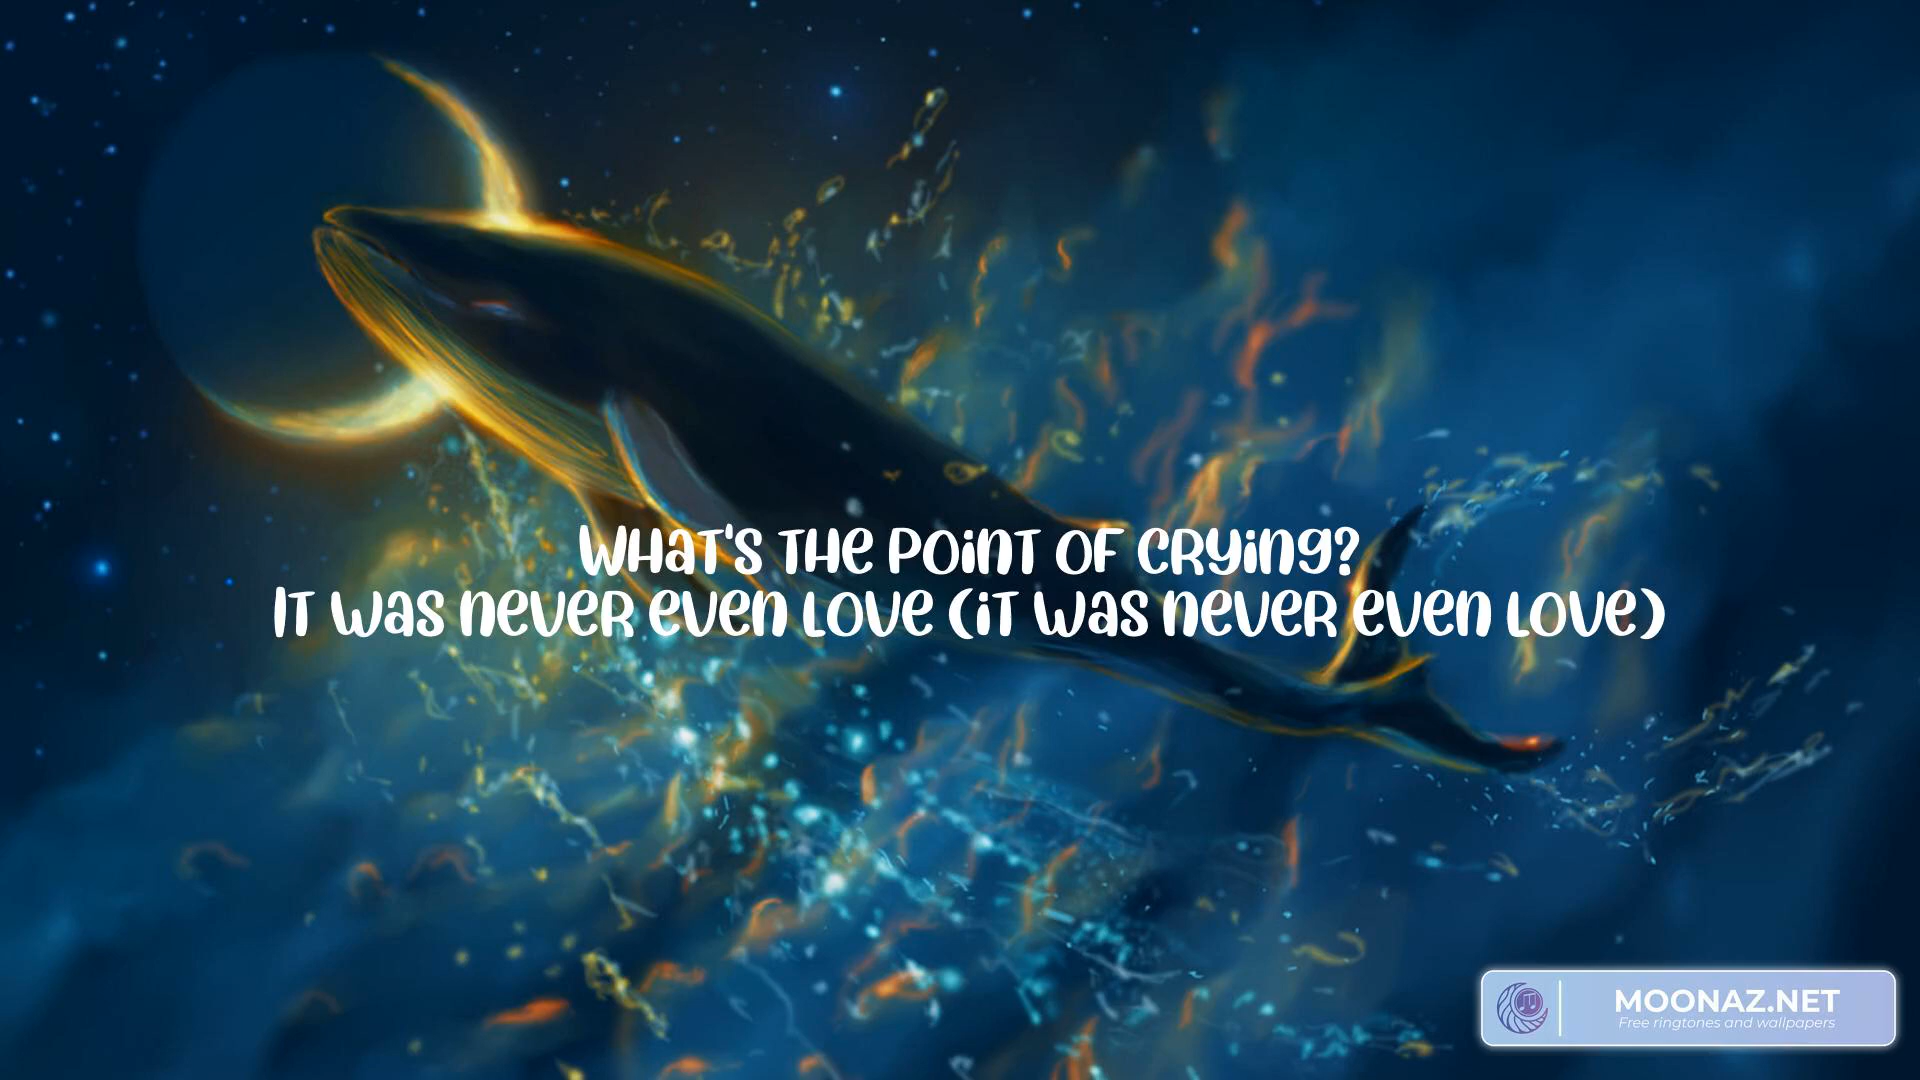 WHaT'S THe POinT OF CRYing?
IT Was neveR even LOve (iT Was neveR even LOve)
MOONAZ.NET
Free ringtones and wallpapers